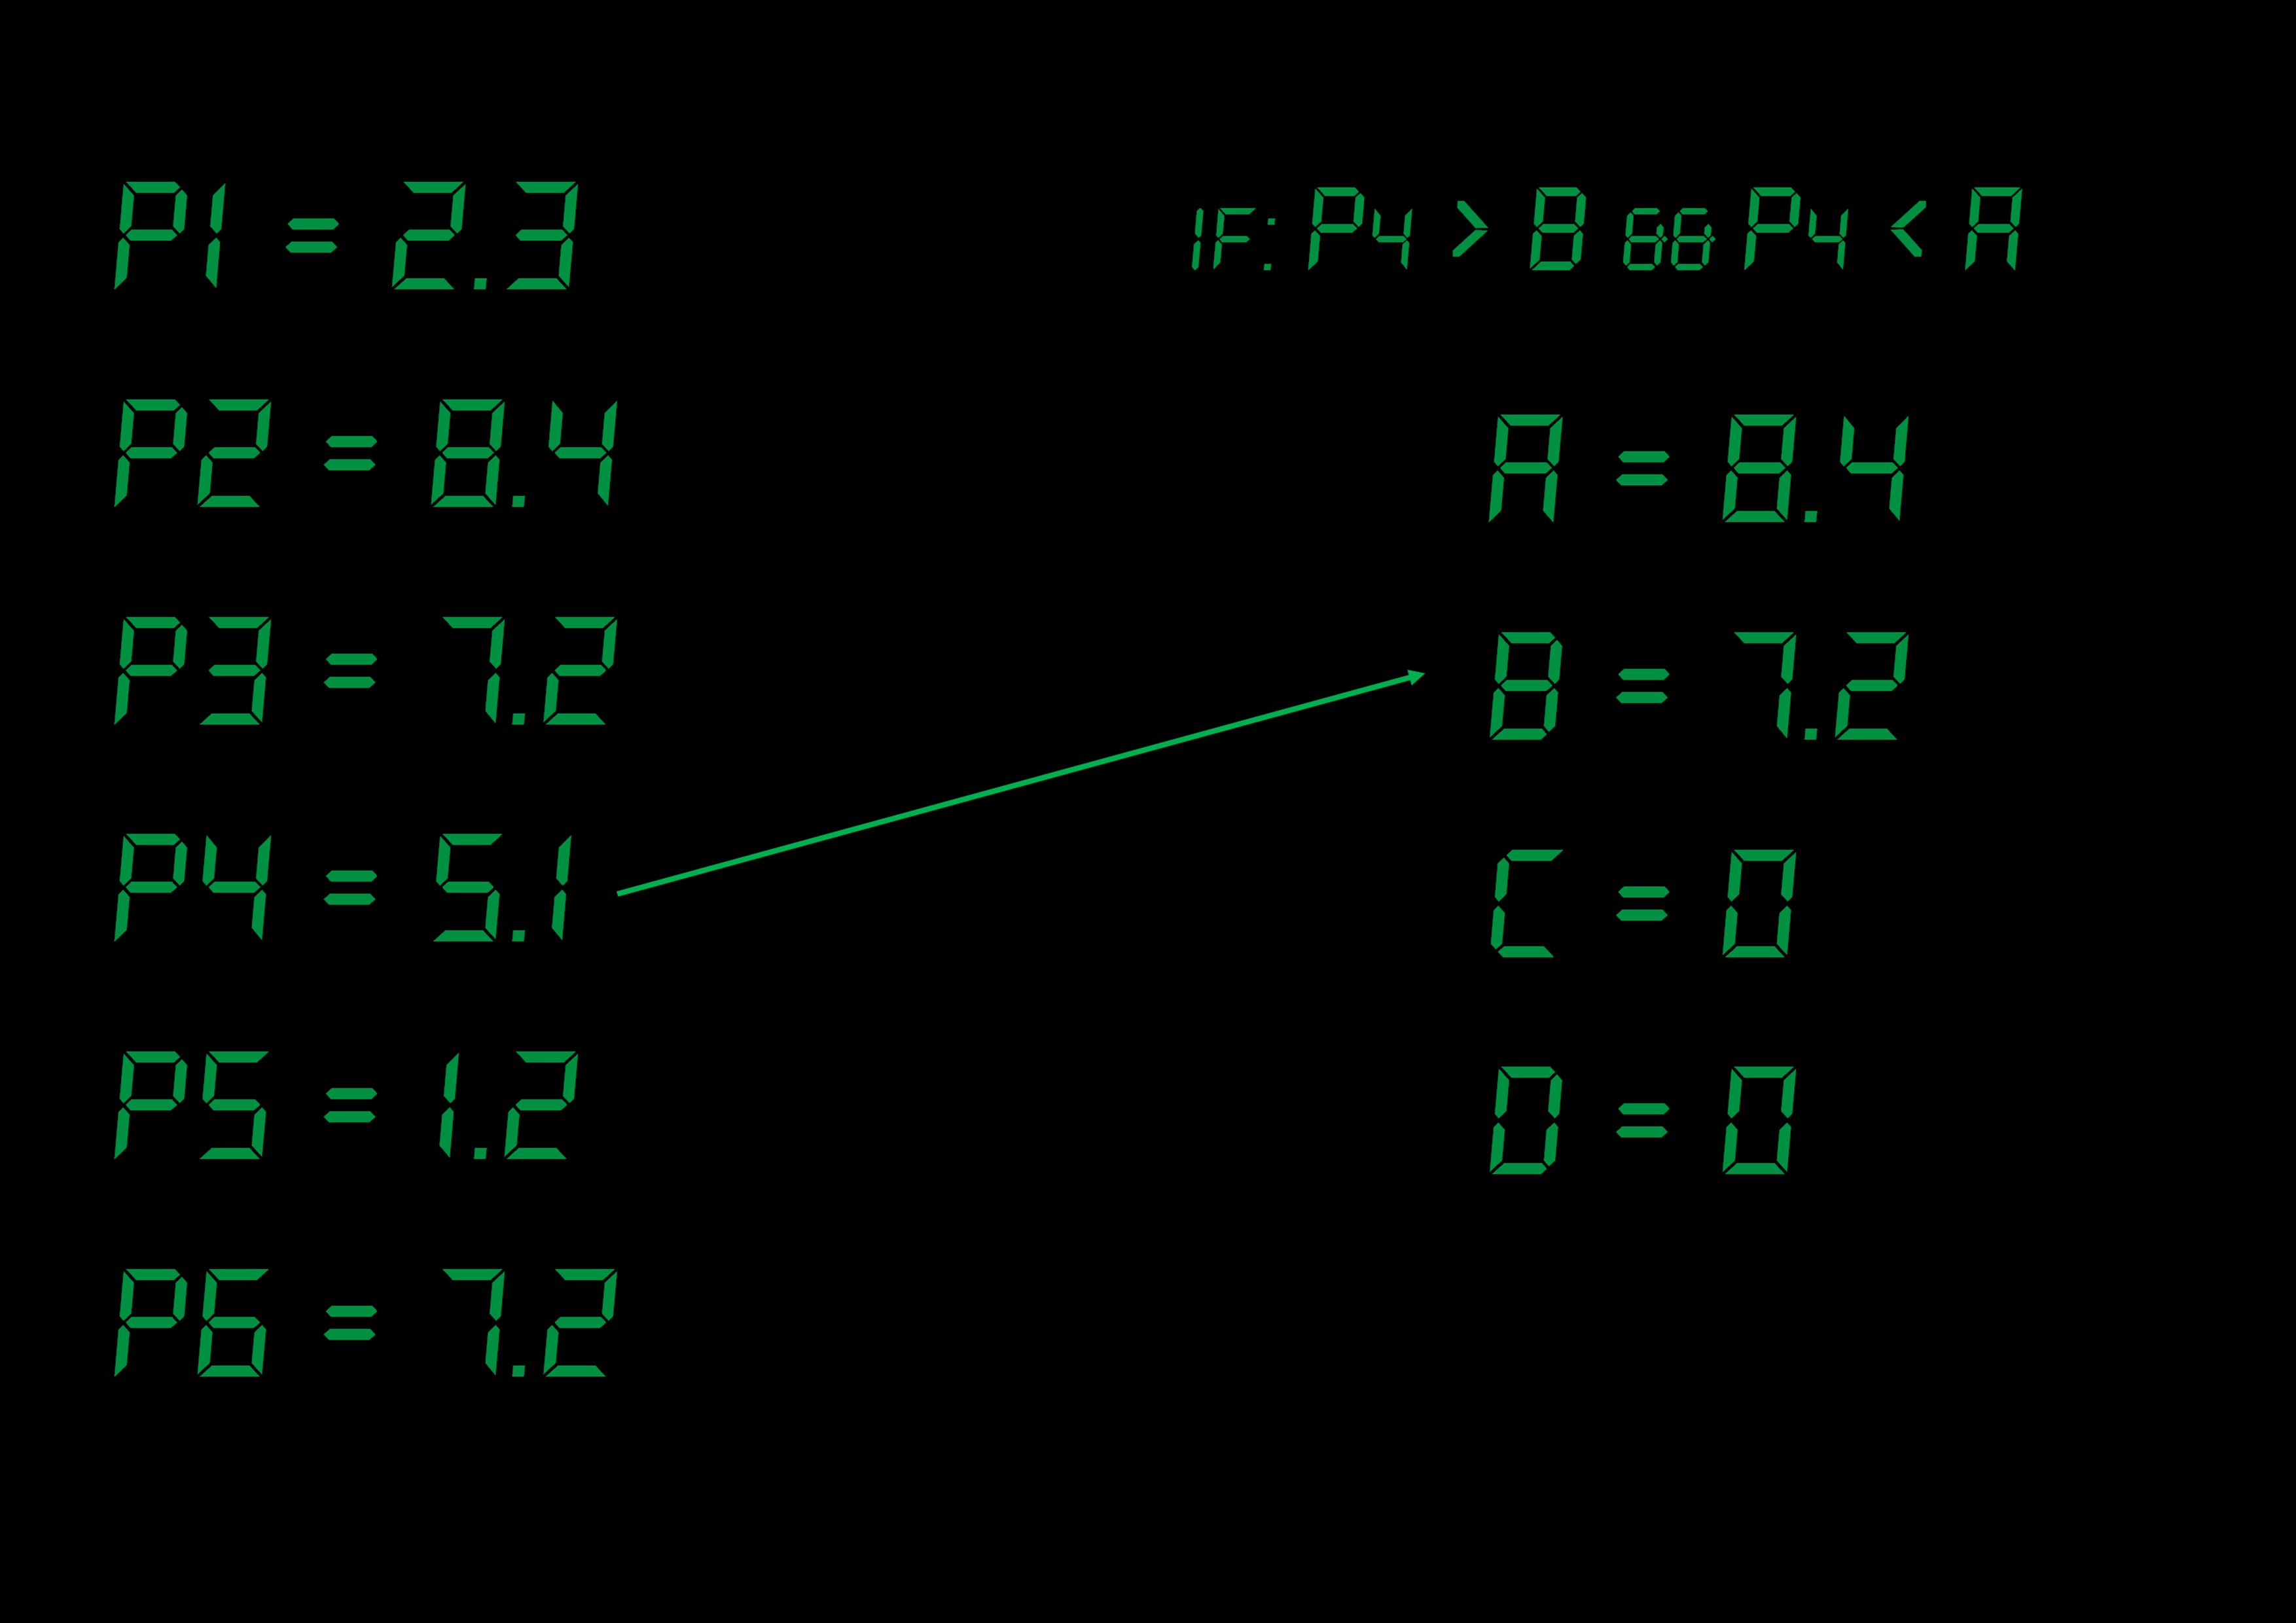 P1 = 2.3
P2 = 8.4
P3 = 7.2
P4 = 5.1
P5 = 1.2
P6 = 7.2
IF: P4 > B && P4 < A
A = 8.4
B = 7.2
C = 0
D = 0